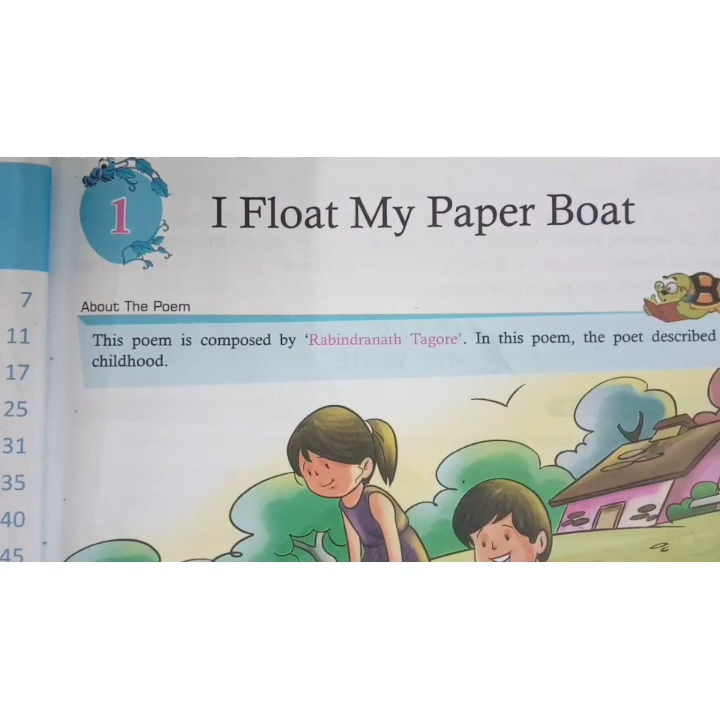 1
I Float My Paper Boat
About The Poem
This poem is composed by ‘Rabindranath Tagore’. In this poem, the poet described
childhood.
7
11
17
25
31
35
40
45